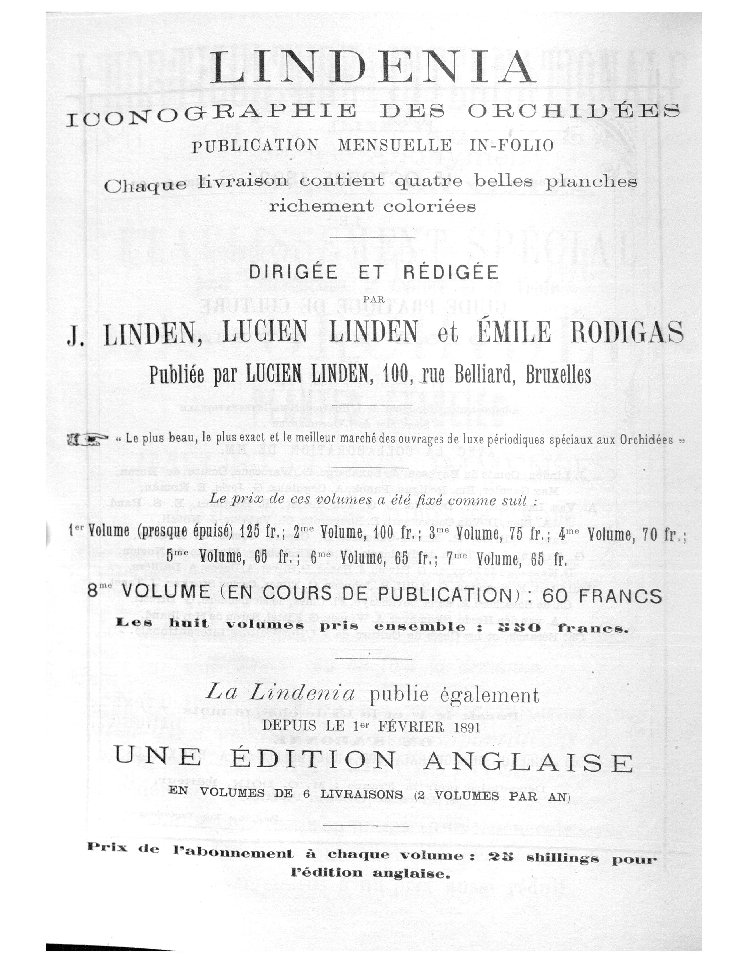 LINDENIA
ICONOGRAPHIE DES ORCHIDÉES
PUBLICATION MENSUELLE IN-FOLIO
Chaque livraison contient quatre belles planches
richement coloriées
DIRIGÉE ET RÉDIGÉE
PAR
J. LINDEN, LUCIEN LINDEN et ÉMILE RODIGAS
Publiée par LUCIEN LINDEN, 100, rue Belliard, Bruxelles
« Le plus beau, le plus exact et le meilleur marché des ouvrages de luxe périodiques spéciaux aux Orchidées »
Le prix de ces volumes a été fixé comme suit :
1er Volume (presque épuisé) 125 fr.; 2me Volume, 100 fr.; 3me Volume, 75 fr.; 4me Volume, 70 fr.;
5me Volume, 65 fr.; 6me Volume, 65 fr.; 7me Volume, 65 fr.
8me VOLUME (EN COURS DE PUBLICATION) : 60 FRANCS
Les huit volumes pris ensemble : 550 francs.
La Lindenia publie également
DEPUIS LE 1er FÉVRIER 1891
UNE ÉDITION ANGLAISE
EN VOLUMES DE 6 LIVRAISONS (2 VOLUMES PAR AN)
Prix de l'abonnement à chaque volume : 25 shillings pour
l'édition anglaise.